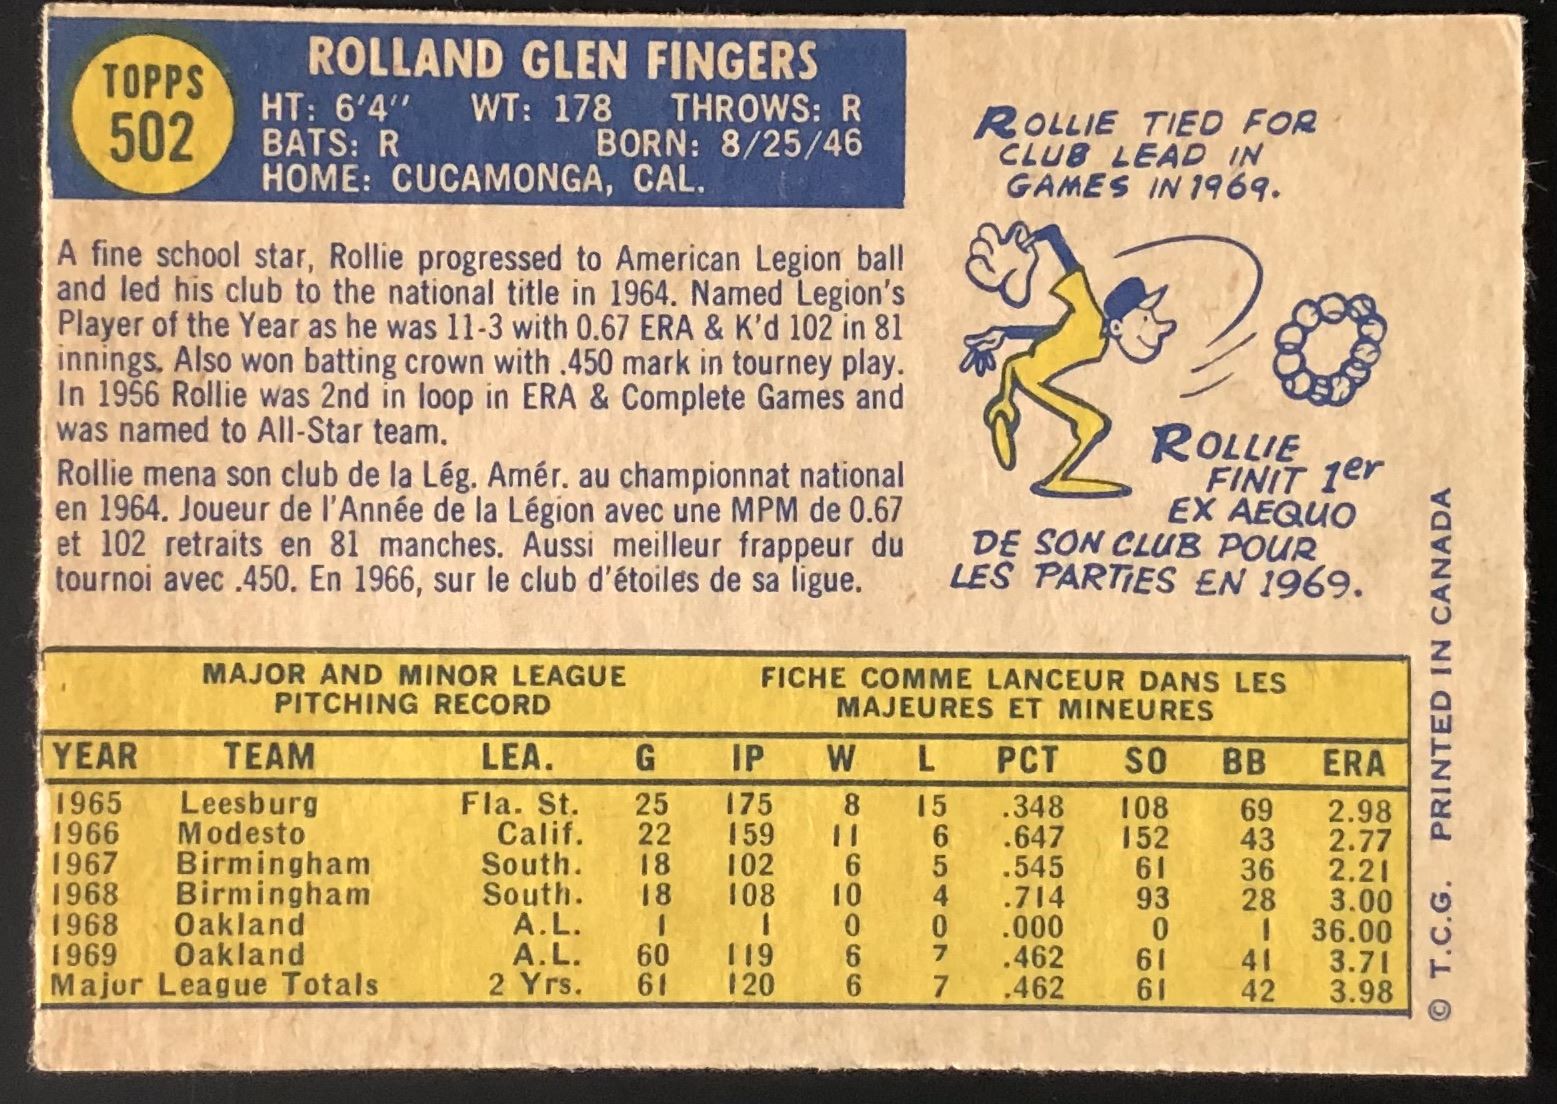 TOPPS
502
ROLLAND GLEN FINGERS
HT: 6'4" WT: 178 THROWS: R
BATS: R BORN: 8/25/46
HOME: CUCAMONGA, CAL.
A fine school star, Rollie progressed to American Legion ball
and led his club to the national title in 1964. Named Legion's
Player of the Year as he was 11-3 with 0.67 ERA & K'd 102 in 81
innings. Also won batting crown with .450 mark in tourney play.
In 1956 Rollie was 2nd in loop in ERA & Complete Games and
was named to All-Star team.
Rollie mena son club de la Lég. Amér. au championnat national
en 1964. Joueur de l'Année de la Légion avec une MPM de 0.67
et 102 retraits en 81 manches. Aussi meilleur frappeur du
tournoi avec .450. En 1966, sur le club d'étoiles de sa ligue.
ROLLIE TIED FOR
CLUB LEAD IN
GAMES IN 1969.
ROLLIE
FINIT 1er
EX AEQUO
DE SON CLUB POUR
LES PARTIES EN 1969.
MAJOR AND MINOR LEAGUE
PITCHING RECORD
FICHE COMME LANCEUR DANS LES
MAJEURES ET MINEURES
YEAR TEAM LEA. G IP W L PCT SO BB ERA
1965 Leesburg Fla. St. 25 175 8 15 .348 108 69 2.98
1966 Modesto Calif. 22 159 11 6 .647 152 43 2.77
1967 Birmingham South. 18 102 6 5 .545 61 36 2.21
1968 Birmingham South. 18 108 10 4 .714 93 28 3.00
1968 Oakland A.L. 1 1 0 0 .000 0 1 36.00
1969 Oakland A.L. 60 119 6 7 .462 61 41 3.71
Major League Totals 2 Yrs. 61 120 6 7 .462 61 42 3.98
© T.C.G. PRINTED IN CANADA